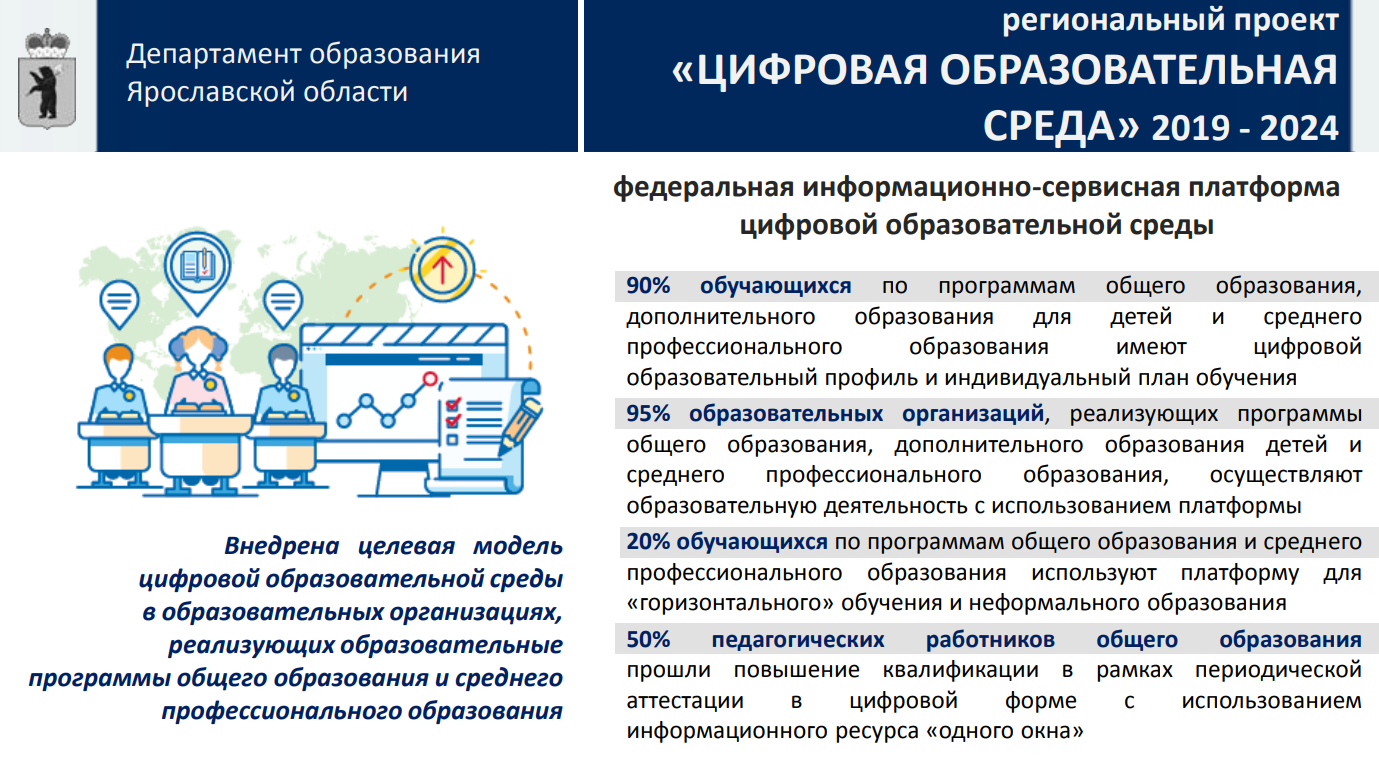 Департамент образования
Ярославской области
региональный проект
«ЦИФРОВАЯ ОБРАЗОВАТЕЛЬНАЯ
СРЕДА» 2019 - 2024
федеральная информационно-сервисная платформа
цифровой образовательной среды
Внедрена целевая модель
цифровой образовательной среды
в образовательных организациях,
реализующих образовательные
программы общего образования и среднего
профессионального образования
90% обучающихся по программам общего образования,
дополнительного образования для детей и среднего
профессионального образования имеют цифровой
образовательный профиль и индивидуальный план обучения
95% образовательных организаций, реализующих программы
общего образования, дополнительного образования детей и
среднего профессионального образования, осуществляют
образовательную деятельность с использованием платформы
20% обучающихся по программам общего образования и среднего
профессионального образования используют платформу для
«горизонтального» обучения и неформального образования
50% педагогических работников общего образования
прошли повышение квалификации в рамках периодической
аттестации в цифровой форме с использованием
информационного ресурса «одного окна»